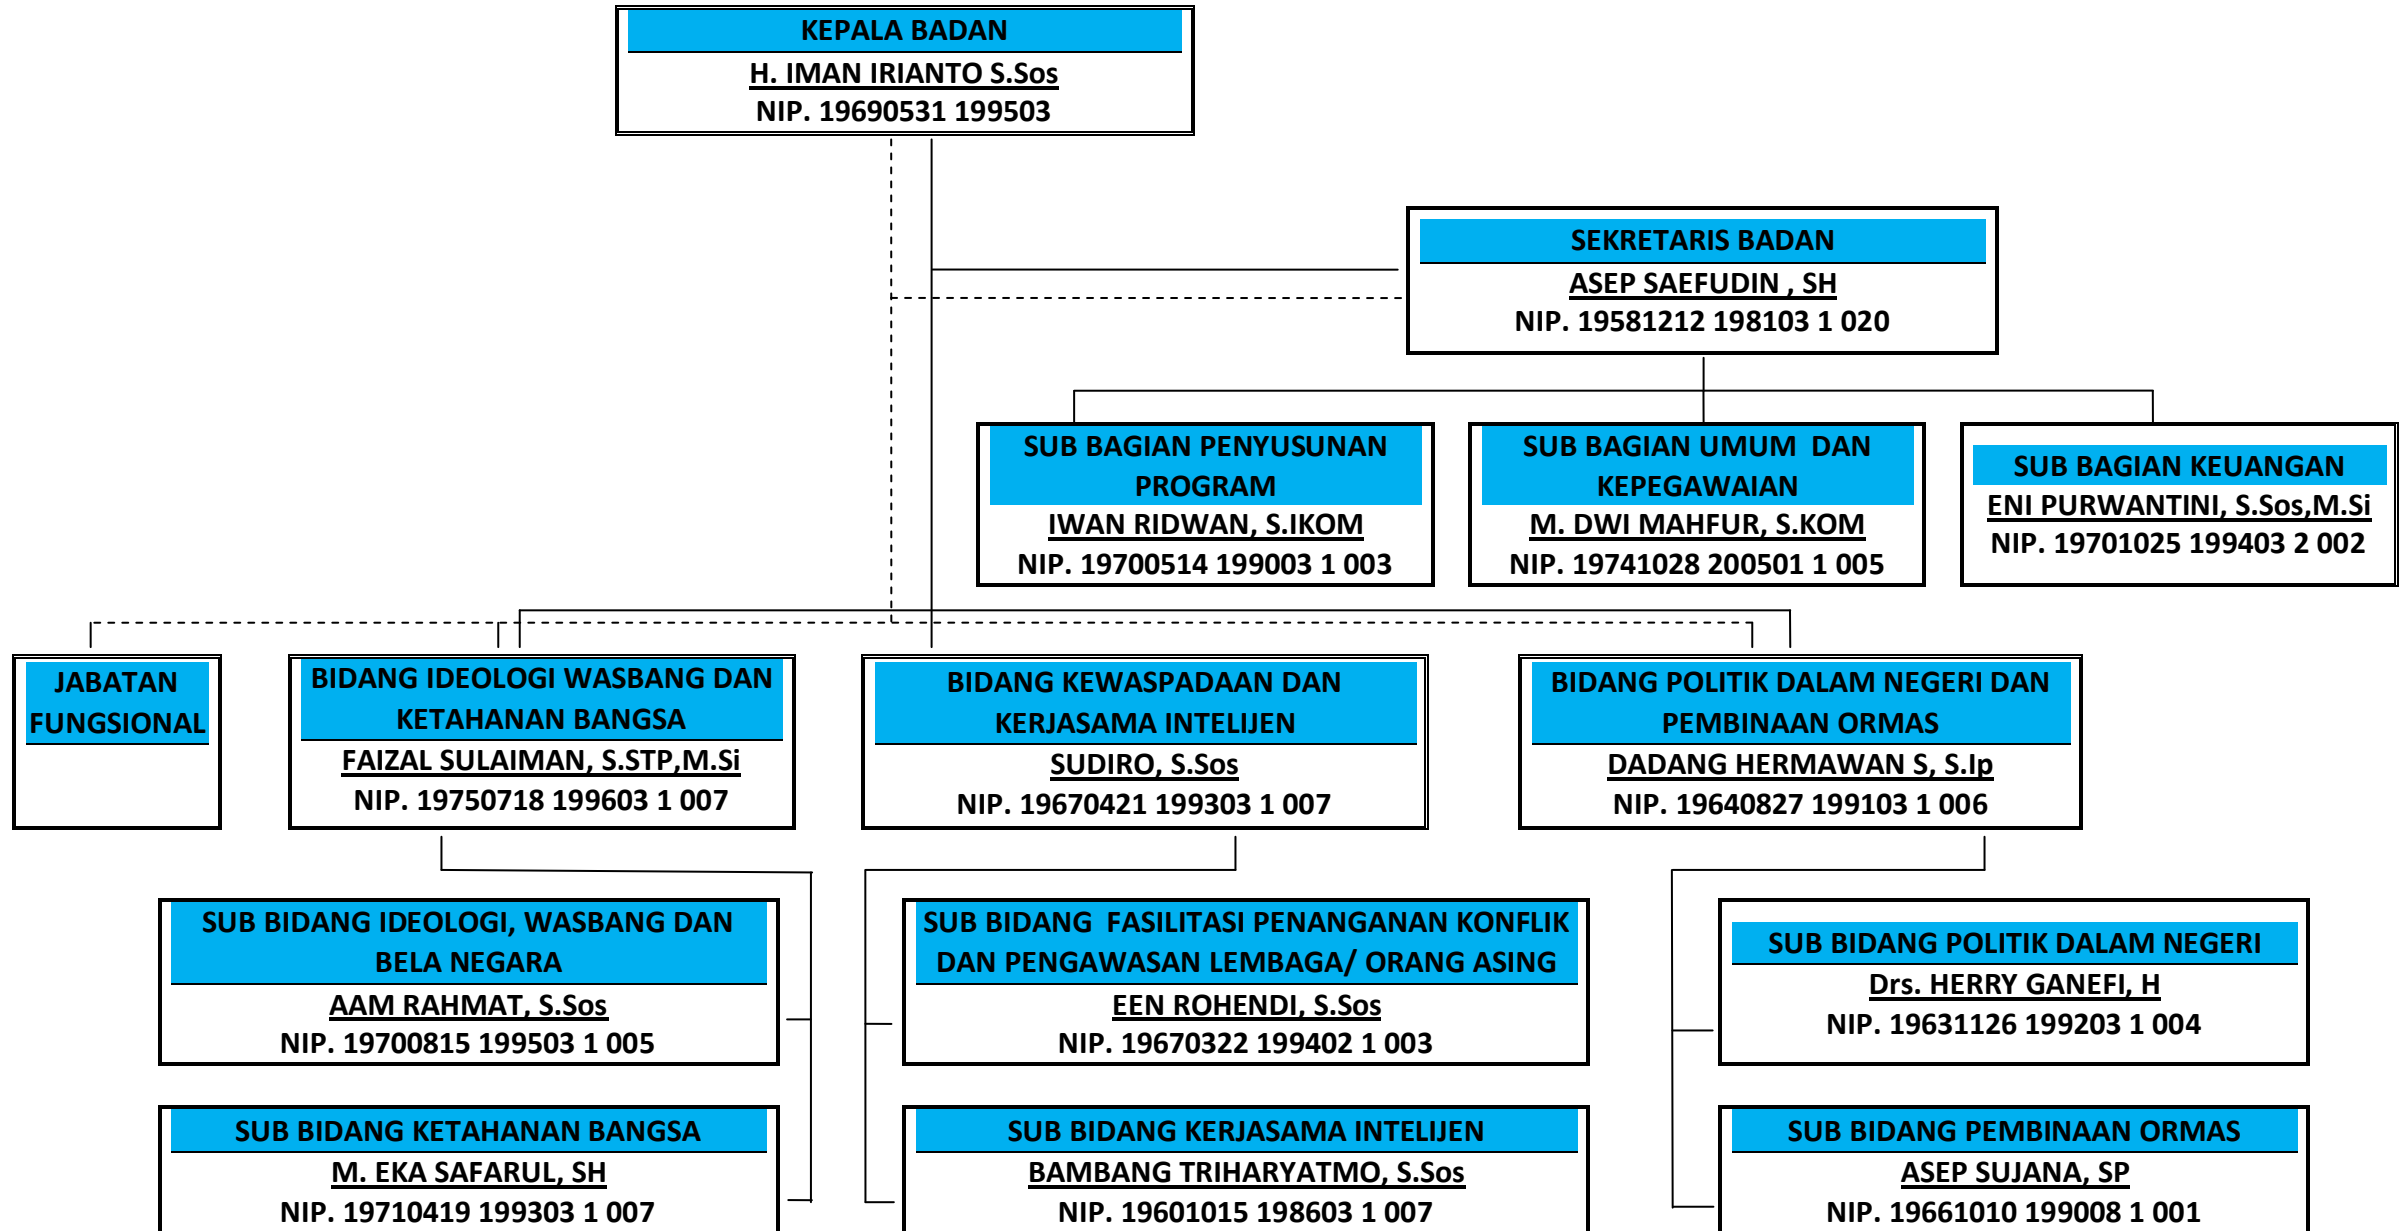 KEPALA BADAN
H. IMAN IRIANTO S.Sos
NIP. 19690531 199503
SEKRETARIS BADAN
ASEP SAEFUDIN , SH
NIP. 19581212 198103 1 020
SUB BAGIAN PENYUSUNAN
PROGRAM
IWAN RIDWAN, S.IKOM
NIP. 19700514 199003 1 003
SUB BAGIAN UMUM  DAN
KEPEGAWAIAN
M. DWI MAHFUR, S.KOM
NIP. 19741028 200501 1 005
SUB BAGIAN KEUANGAN
ENI PURWANTINI, S.Sos,M.Si
NIP. 19701025 199403 2 002
JABATAN
FUNGSIONAL
BIDANG IDEOLOGI WASBANG DAN
KETAHANAN BANGSA
FAIZAL SULAIMAN, S.STP,M.Si
NIP. 19750718 199603 1 007
BIDANG KEWASPADAAN DAN
KERJASAMA INTELIJEN
SUDIRO, S.Sos
NIP. 19670421 199303 1 007
BIDANG POLITIK DALAM NEGERI DAN
PEMBINAAN ORMAS
DADANG HERMAWAN S, S.Ip
NIP. 19640827 199103 1 006
SUB BIDANG IDEOLOGI, WASBANG DAN
BELA NEGARA
AAM RAHMAT, S.Sos
NIP. 19700815 199503 1 005
SUB BIDANG  FASILITASI PENANGANAN KONFLIK
DAN PENGAWASAN LEMBAGA/ ORANG ASING
EEN ROHENDI, S.Sos
NIP. 19670322 199402 1 003
SUB BIDANG POLITIK DALAM NEGERI
Drs. HERRY GANEFI, H
NIP. 19631126 199203 1 004
SUB BIDANG KETAHANAN BANGSA
M. EKA SAFARUL, SH
NIP. 19710419 199303 1 007
SUB BIDANG KERJASAMA INTELIJEN
BAMBANG TRIHARYATMO, S.Sos
NIP. 19601015 198603 1 007
SUB BIDANG PEMBINAAN ORMAS
ASEP SUJANA, SP
NIP. 19661010 199008 1 001